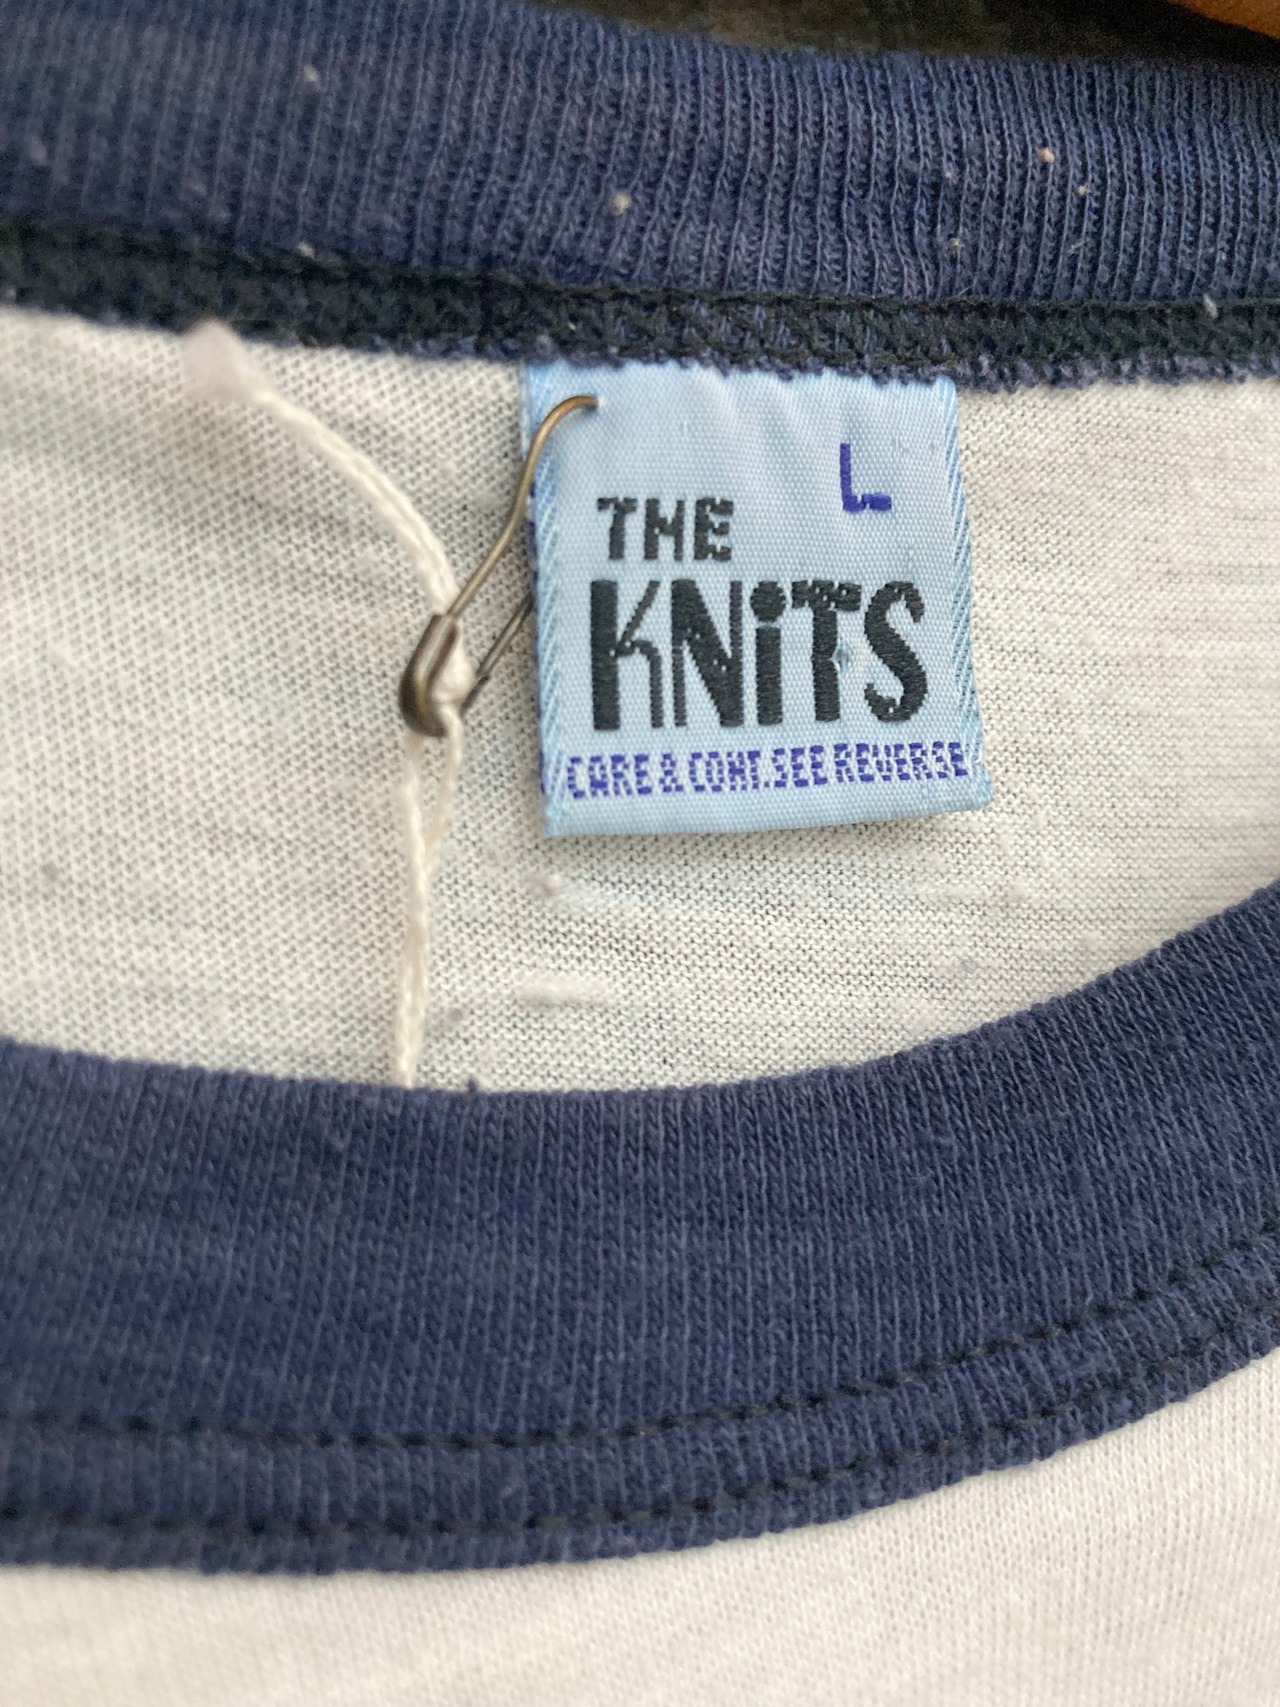 L
THE
KNiTS
CARE & CONT. SEE REVERSE